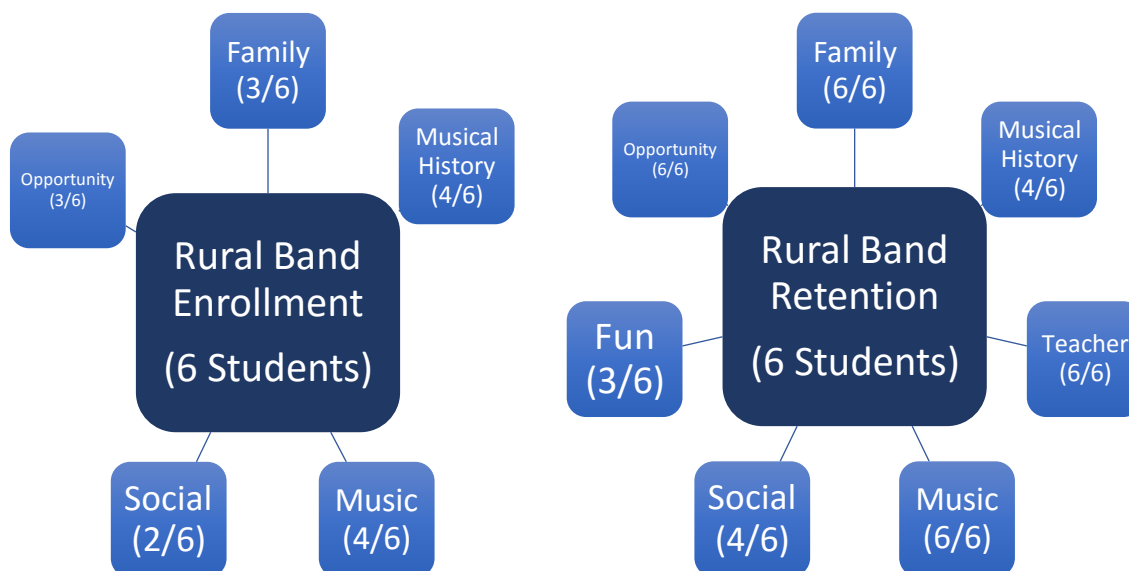 Family
(3/6)
Musical
History
(4/6)
Opportunity
(3/6)
Rural Band
Enrollment
(6 Students)
Social
(2/6)
Music
(4/6)
Family
(6/6)
Musical
History
(4/6)
Opportunity
(6/6)
Rural Band
Retention
(6 Students)
Fun
(3/6)
Teacher
(6/6)
Social
(4/6)
Music
(6/6)